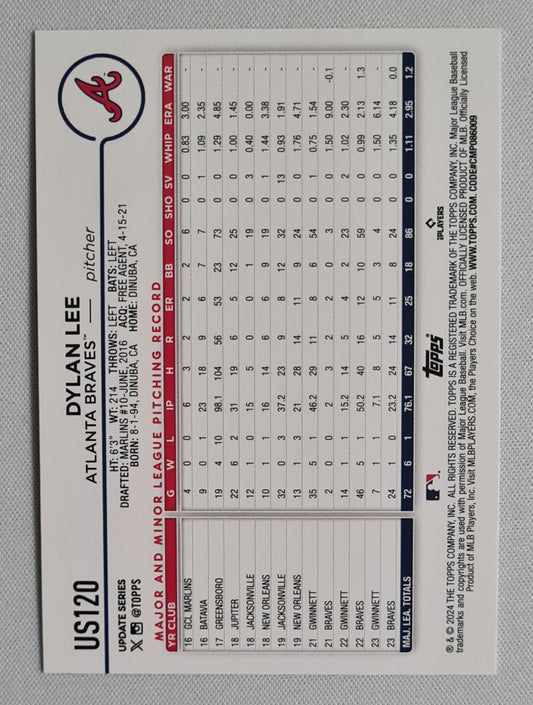 US120
UPDATE SERIES
@TOPPS
DYLAN LEE
ATLANTA BRAVES™ — pitcher
HT: 6'3" WT: 214 THROWS: LEFT BATS: LEFT
DRAFTED: MARLINS #10-JUNE, 2016 ACQ: FREE AGENT, 4-15-21
BORN: 8-1-94, DINUBA, CA HOME: DINUBA, CA
A
MAJOR AND MINOR LEAGUE PITCHING RECORD
YR CLUB G W L IP H R ER BB SO SHO SV WHIP ERA WAR
16 GCL MARLINS 4 0 0 6 3 2 2 2 6 0 0 0.83 3.00 -
16 BATAVIA 9 0 1 23 18 9 6 7 7 0 1 1.09 2.35 -
17 GREENSBORO 19 4 10 98.1 104 56 53 23 73 0 0 1.29 4.85 -
18 JUPITER 22 6 2 31 19 6 5 12 25 0 0 1.00 1.45 -
18 JACKSONVILLE 12 1 0 15 5 1 0 1 19 0 3 0.40 0.00 -
18 NEW ORLEANS 10 1 1 16 14 6 6 9 19 0 0 1.44 3.38 -
19 JACKSONVILLE 32 0 3 37.2 23 9 8 12 32 0 13 0.93 1.91 -
19 NEW ORLEANS 13 1 3 21 28 14 11 9 24 0 0 1.76 4.71 -
21 GWINNETT 35 5 1 46.2 29 11 8 6 54 0 1 0.75 1.54 -
21 BRAVES 2 0 0 2 3 2 2 0 3 0 0 1.50 9.00 -0.1
22 GWINNETT 14 1 1 15.2 14 5 4 2 23 0 2 1.02 2.30 -
22 BRAVES 46 5 1 50.2 40 16 12 10 59 0 0 0.99 2.13 1.3
23 GWINNETT 7 1 1 7.1 8 5 5 3 4 0 0 1.50 6.14 -
23 BRAVES 24 1 0 23.2 24 14 11 8 24 0 0 1.35 4.18 0.0
MAJ. LEA. TOTALS 72 6 1 76.1 67 32 25 18 86 0 0 1.11 2.95 1.2
Topps® PLAYERS
® & © 2024 THE TOPPS COMPANY, INC. ALL RIGHTS RESERVED. TOPPS IS A REGISTERED TRADEMARK OF THE TOPPS COMPANY, INC. Major League Baseball
trademarks and copyrights are used with permission of Major League Baseball. Visit MLB.com. OFFICIALLY LICENSED PRODUCT OF MLB. Officially Licensed
Product of MLB Players, Inc. Visit MLBPLAYERS.COM, the Players Choice on the web. WWW.TOPPS.COM. CODE#CMP086009